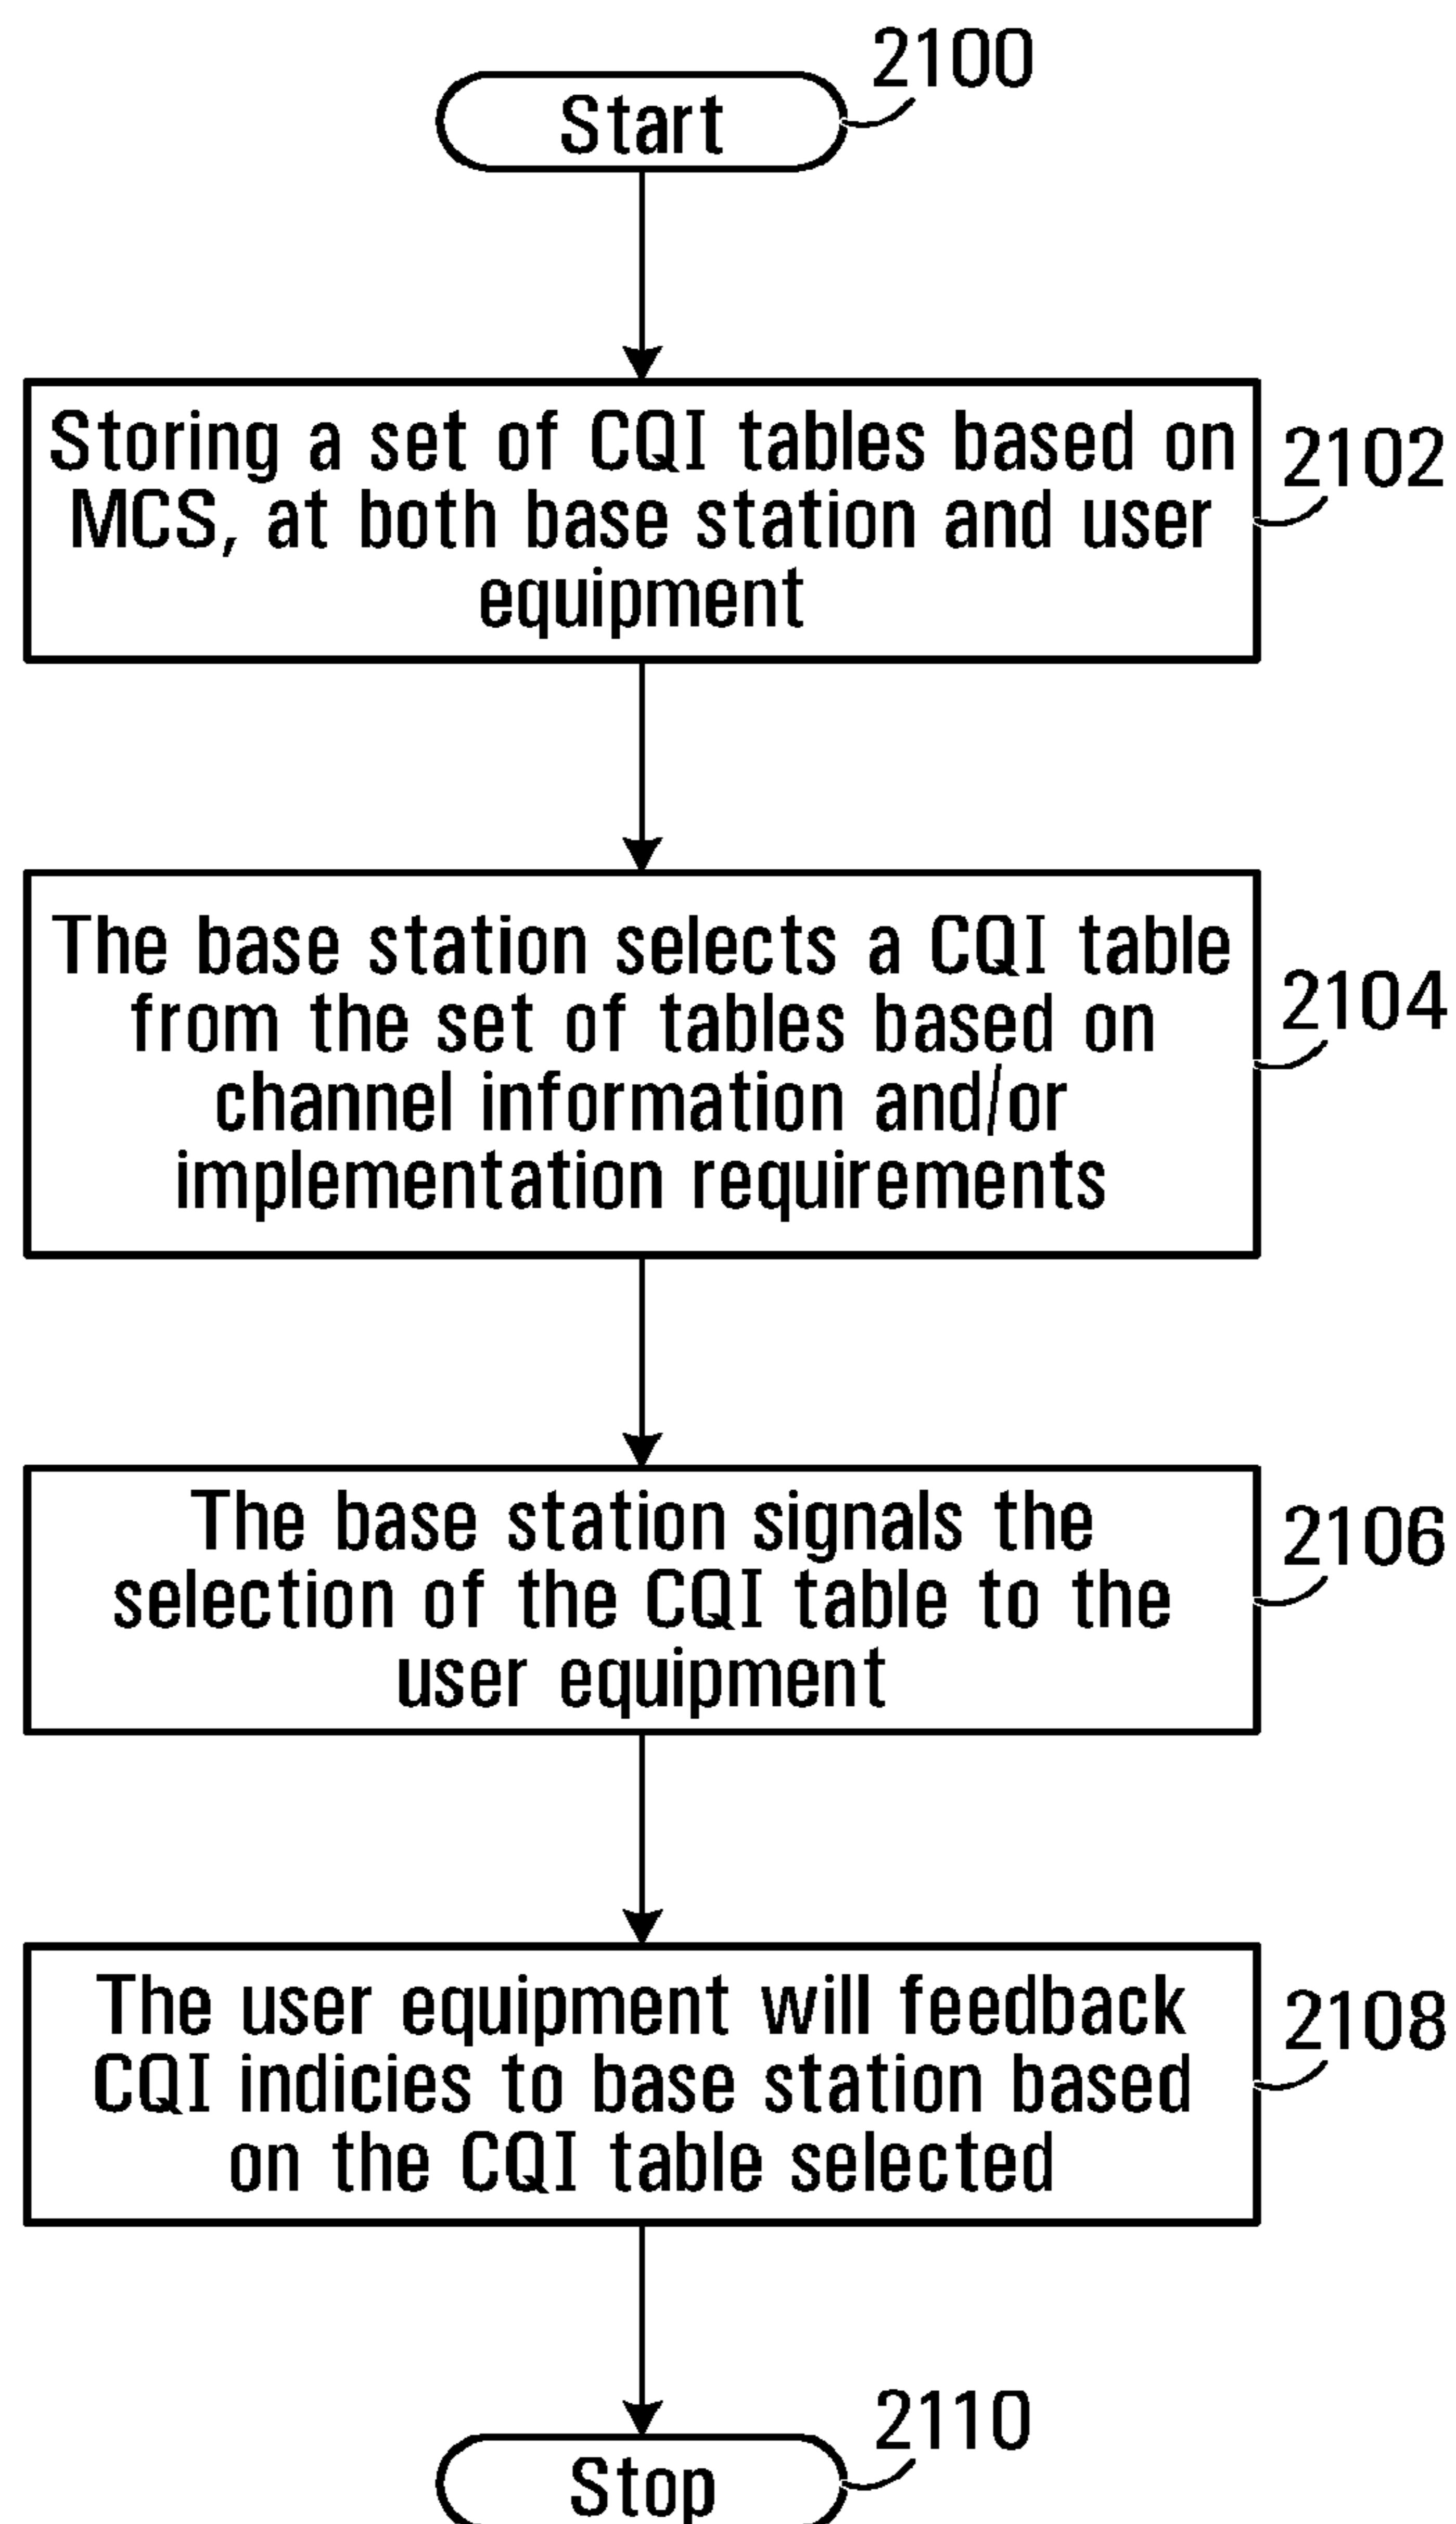 2100
Start
Storing a set of CQI tables based on
MCS, at both base station and user
equipment
2102
The base station selects a CQI table
from the set of tables based on
channel information and/or
implementation requirements
2104
The base station signals the
selection of the CQI table to the
user equipment
2106
The user equipment will feedback
CQI indicies to base station based
on the CQI table selected
2108
2110
Stop